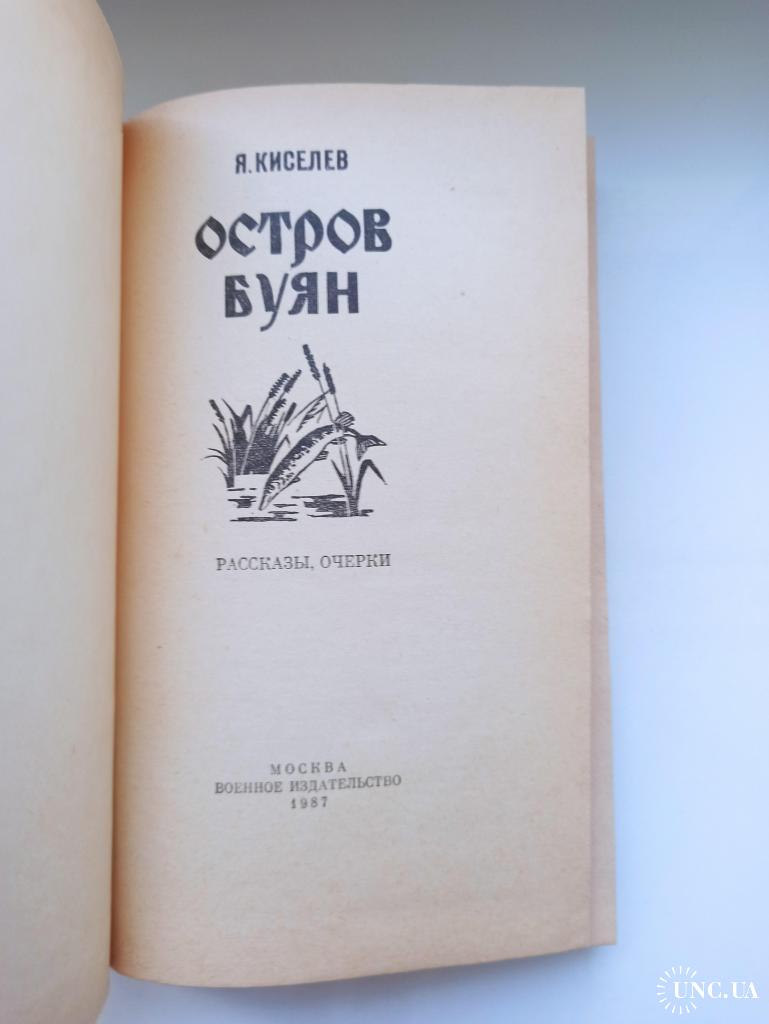 Я. КИСЕЛЕВ
ОСТРОВ
БУЯН
РАССКАЗЫ, ОЧЕРКИ
МОСКВА
ВОЕННОЕ ИЗДАТЕЛЬСТВО
1987
UNC.UA